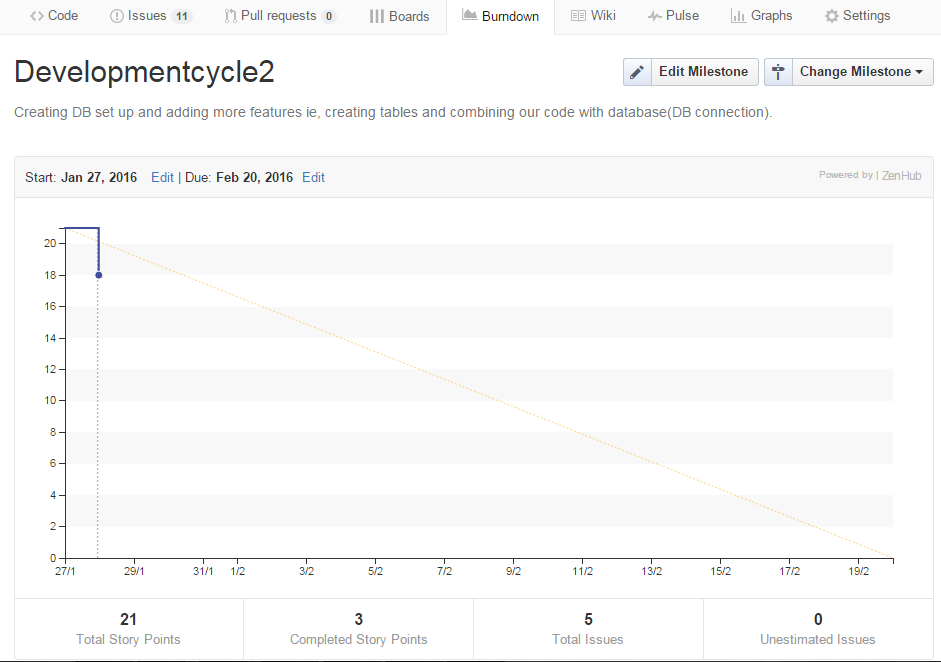 Code Issues 11 Pull requests 0 Boards Burndown Wiki Pulse Graphs Settings
Developmentcycle2
Edit Milestone Change Milestone
Creating DB set up and adding more features ie, creating tables and combining our code with database(DB connection).
Start: Jan 27, 2016 Edit | Due: Feb 20, 2016 Edit
Powered by | ZenHub
20
18
16
14
12
10
8
6
4
2
0
27/1 29/1 31/1 1/2 3/2 5/2 7/2 9/2 11/2 13/2 15/2 17/2 19/2
21 3 5 0
Total Story Points Completed Story Points Total Issues Unestimated Issues